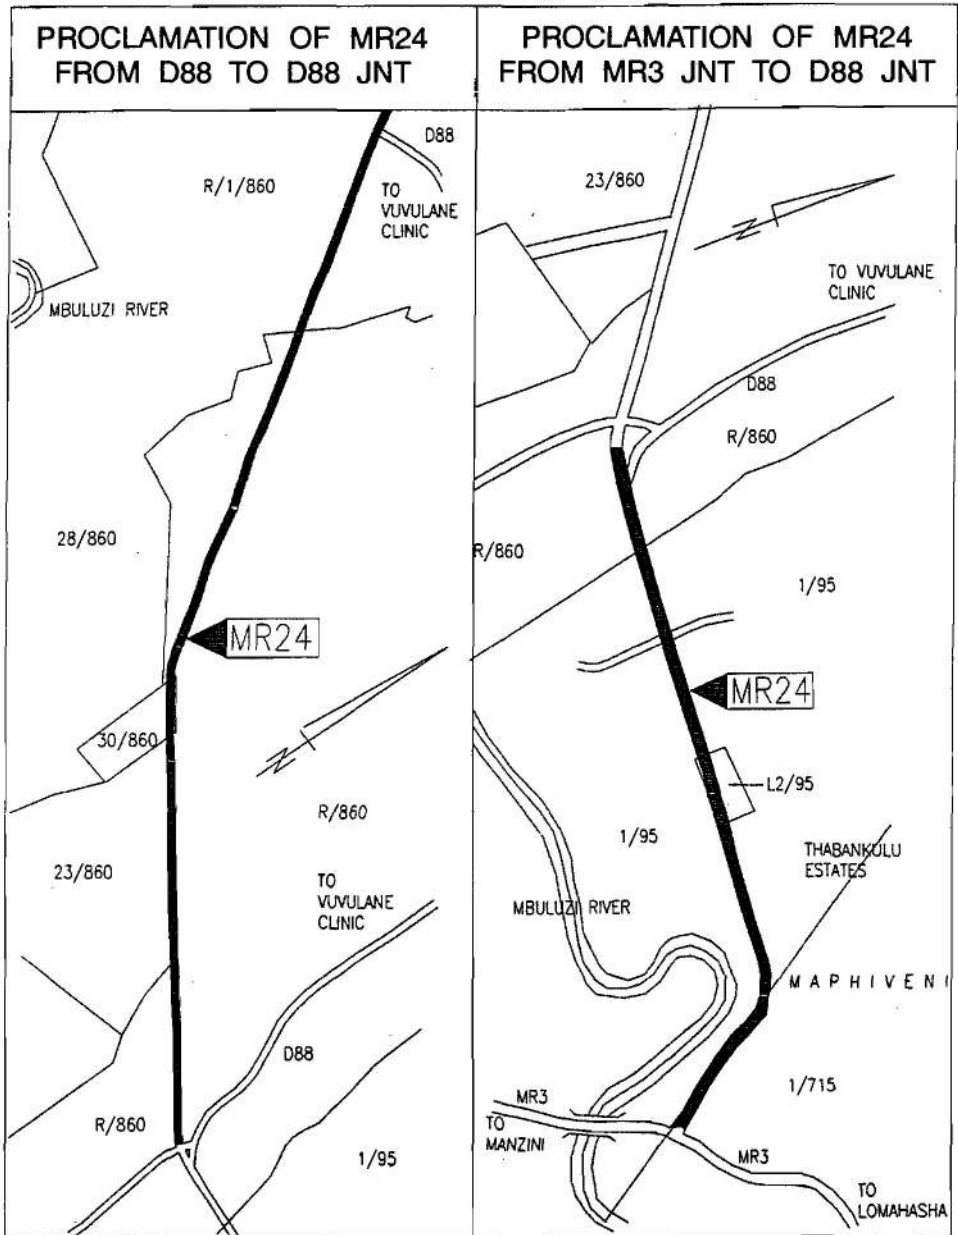 PROCLAMATION OF MR24
FROM D88 TO D88 JNT
D88
R/1/860
TO
VUVULANE
CLINIC
MBULUZI RIVER
28/860
MR24
30/860
N
R/860
23/860
TO
VUVULANE
CLINIC
D88
R/860
1/95
PROCLAMATION OF MR24
FROM MR3 JNT TO D88 JNT
23/860
N
TO VUVULANE
CLINIC
D88
R/860
R/860
1/95
MR24
L2/95
1/95
THABANKULU
ESTATES
MBULUZI RIVER
MAPHIVENI
1/715
MR3
TO
MANZINI
MR3
TO
LOMAHASHA